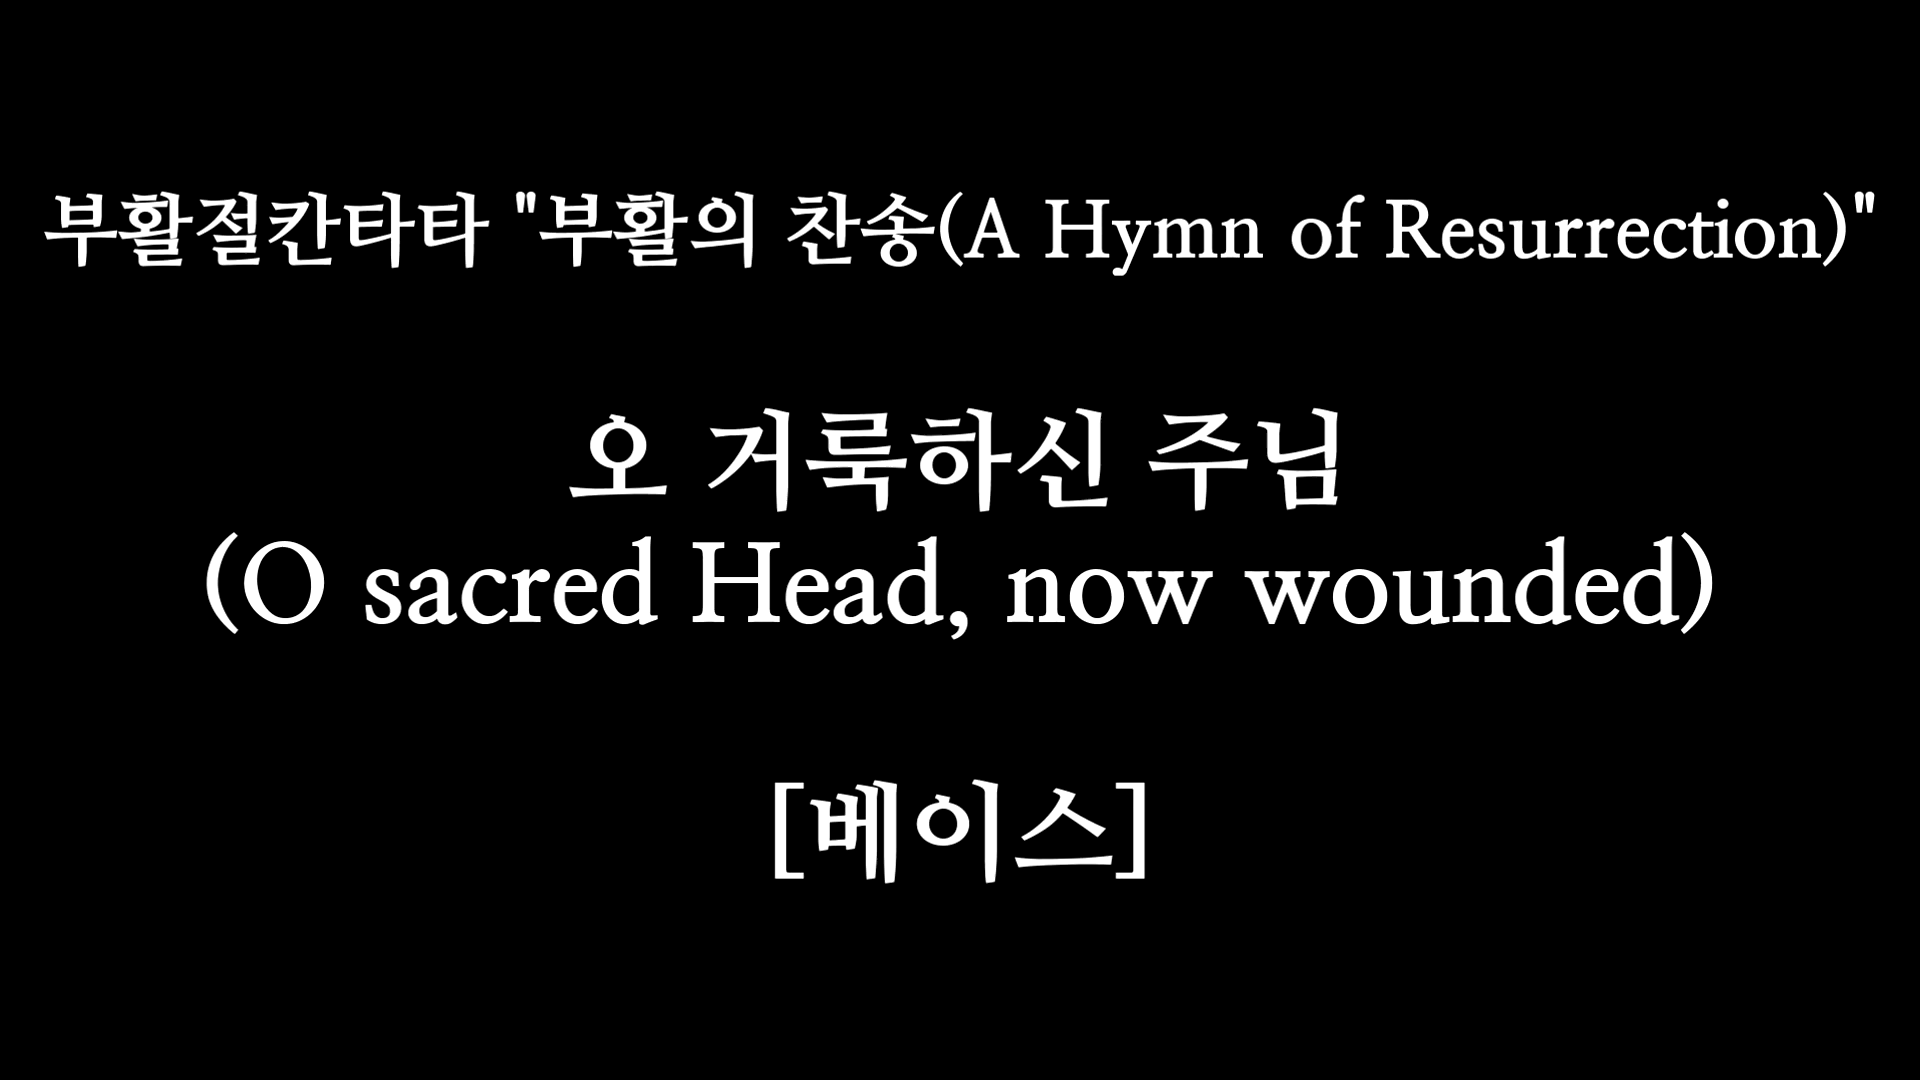 부활절칸타타 "부활의 찬송(A Hymn of Resurrection)"
오 거룩하신 주님
(O sacred Head, now wounded)
[베이스]